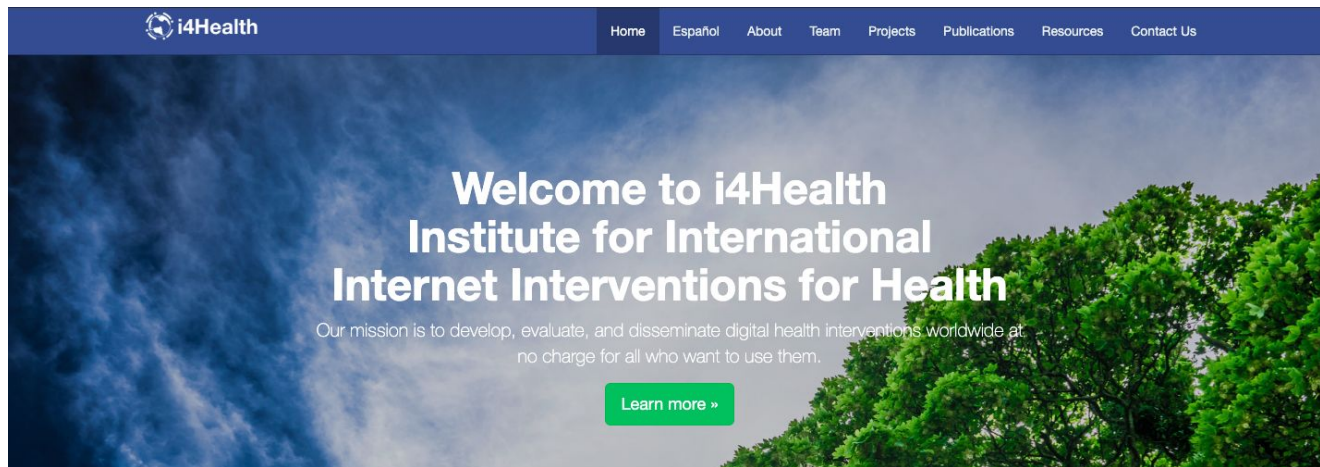 i4Health
Home Español About Team Projects Publications Resources Contact Us
Welcome to i4Health
Institute for International
Internet Interventions for Health
Our mission is to develop, evaluate, and disseminate digital health interventions worldwide at
no charge for all who want to use them.
Learn more »